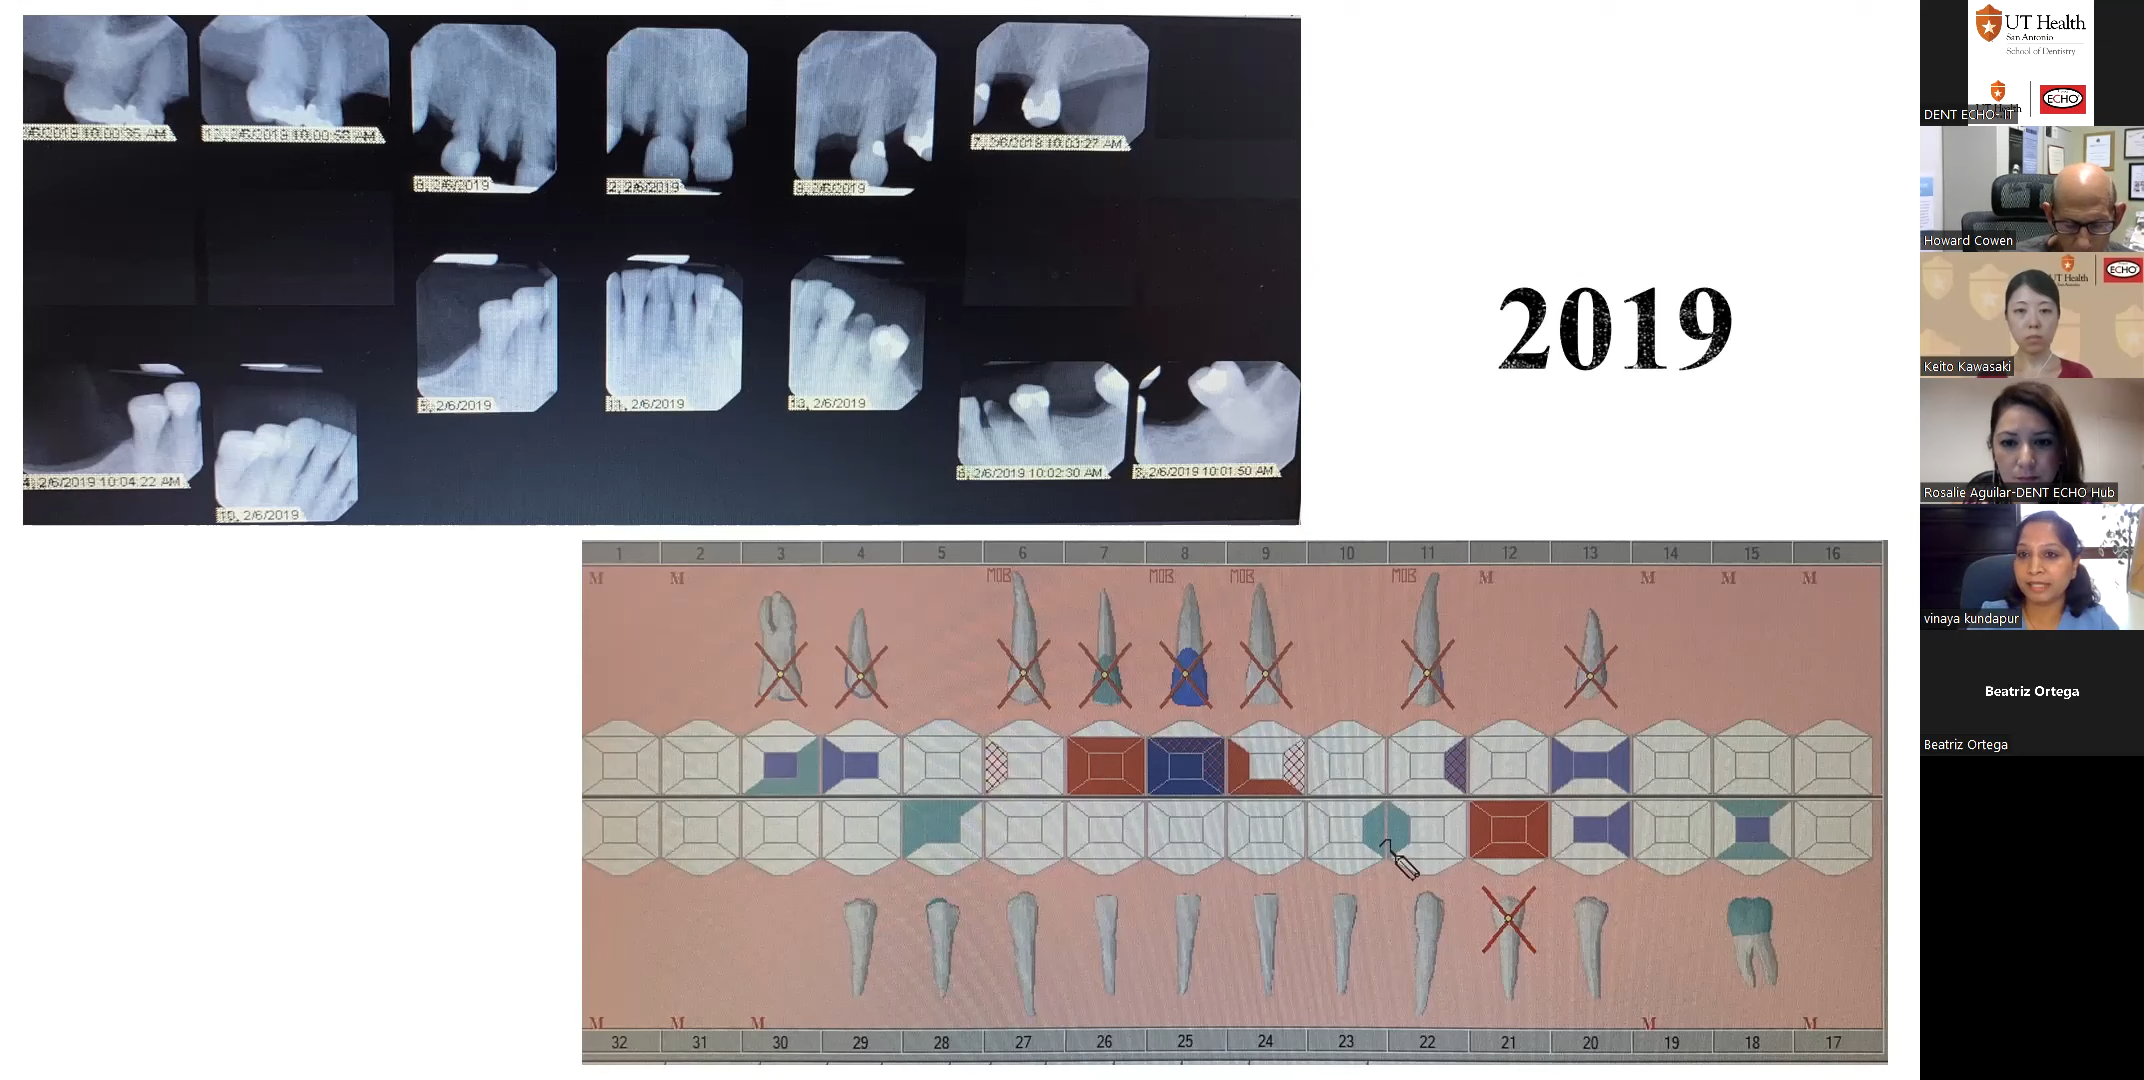 6/2019 10:00:35 AM
2/6/2019 10:00:58 AM
2/6/2019
2, 2/6/2019
9, 2/6/2019
7, 2/6/2019 10:03:27 AM
2/6/2019
11, 2/6/2019
13, 2/6/2019
4, 2/6/2019 10:04:22 AM
10, 2/6/2019
2/6/2019 10:02:30 AM
2/6/2019 10:01:50 AM
2019
1 2 3 4 5 6 7 8 9 10 11 12 13 14 15 16
M M MOB MOB MOB MOB M M M M
M M M M M
32 31 30 29 28 27 26 25 24 23 22 21 20 19 18 17
UT Health
San Antonio
School of Dentistry
ECHO
DENT ECHO- IT
Howard Cowen
UT Health
San Antonio
ECHO
Keito Kawasaki
Rosalie Aguilar-DENT ECHO Hub
vinaya kundapur
Beatriz Ortega
Beatriz Ortega